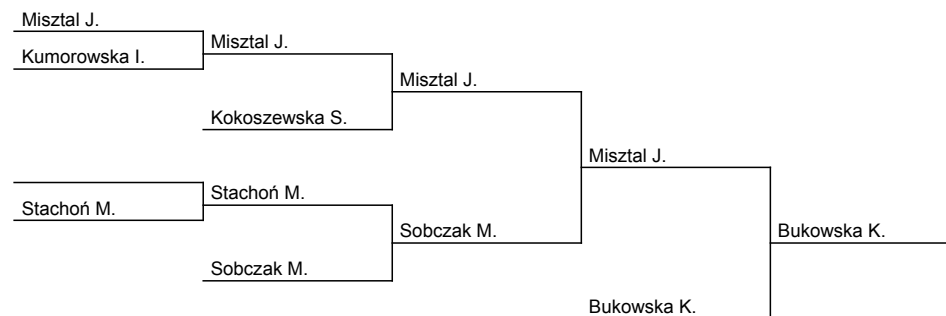 Misztal J.
Kumorowska I.
Misztal J.
Misztal J.
Kokoszewska S.
Misztal J.
Stachoń M.
Stachoń M.
Sobczak M.
Bukowska K.
Sobczak M.
Bukowska K.